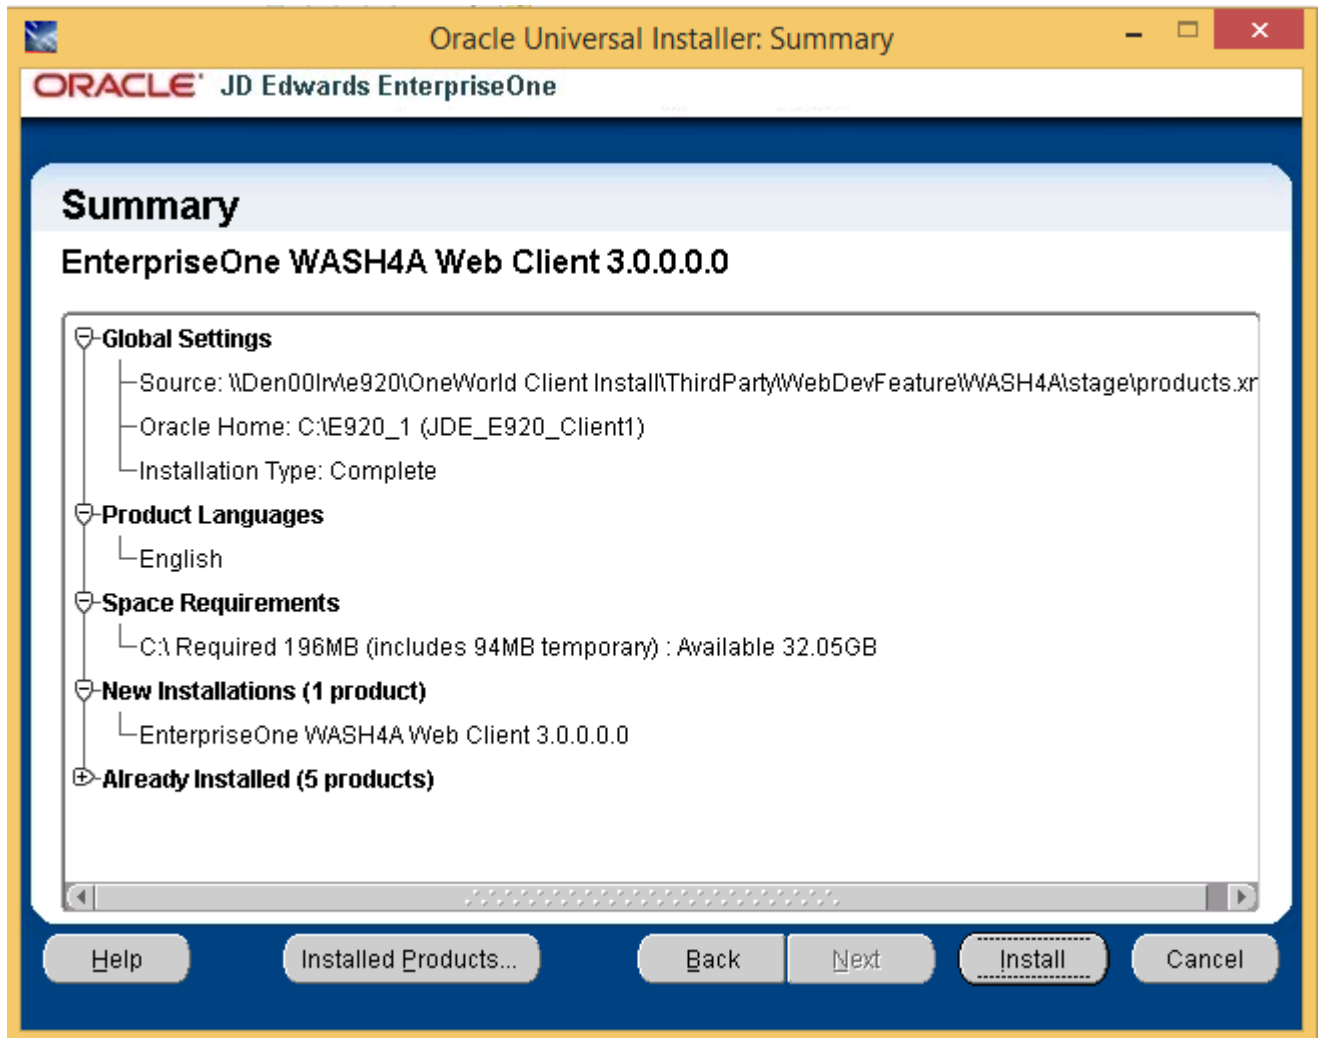 Oracle Universal Installer: Summary
ORACLE JD Edwards EnterpriseOne
Summary
EnterpriseOne WASH4A Web Client 3.0.0.0.0
Global Settings
Source: \\Den00lrv\e920\OneWorld Client Install\ThirdParty\WebDevFeature\WASH4A\stage\products.xr
Oracle Home: C:\E920_1 (JDE_E920_Client1)
Installation Type: Complete
Product Languages
English
Space Requirements
C:\ Required 196MB (includes 94MB temporary) : Available 32.05GB
New Installations (1 product)
EnterpriseOne WASH4A Web Client 3.0.0.0.0
Already Installed (5 products)
Help Installed Products... Back Next Install Cancel